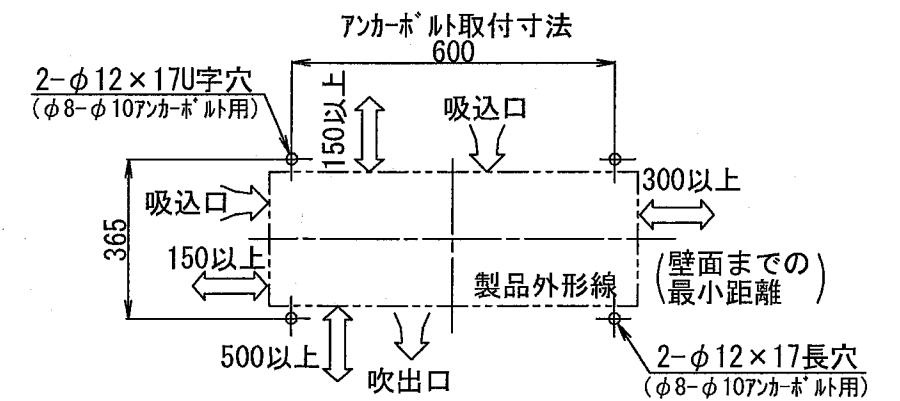 ｱﾝｶｰﾎﾞﾙﾄ取付寸法
600
2-φ12×17U字穴
(φ8-φ10ｱﾝｶｰﾎﾞﾙﾄ用)
150以上
吸込口
300以上
吸込口
365
150以上
製品外形線
(壁面までの
最小距離)
500以上
吹出口
2-φ12×17長穴
(φ8-φ10ｱﾝｶｰﾎﾞﾙﾄ用)